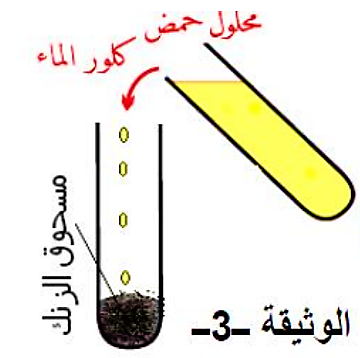 محلول حمض
كلور الماء
مسحوق الزنك
الوثيقة -3-